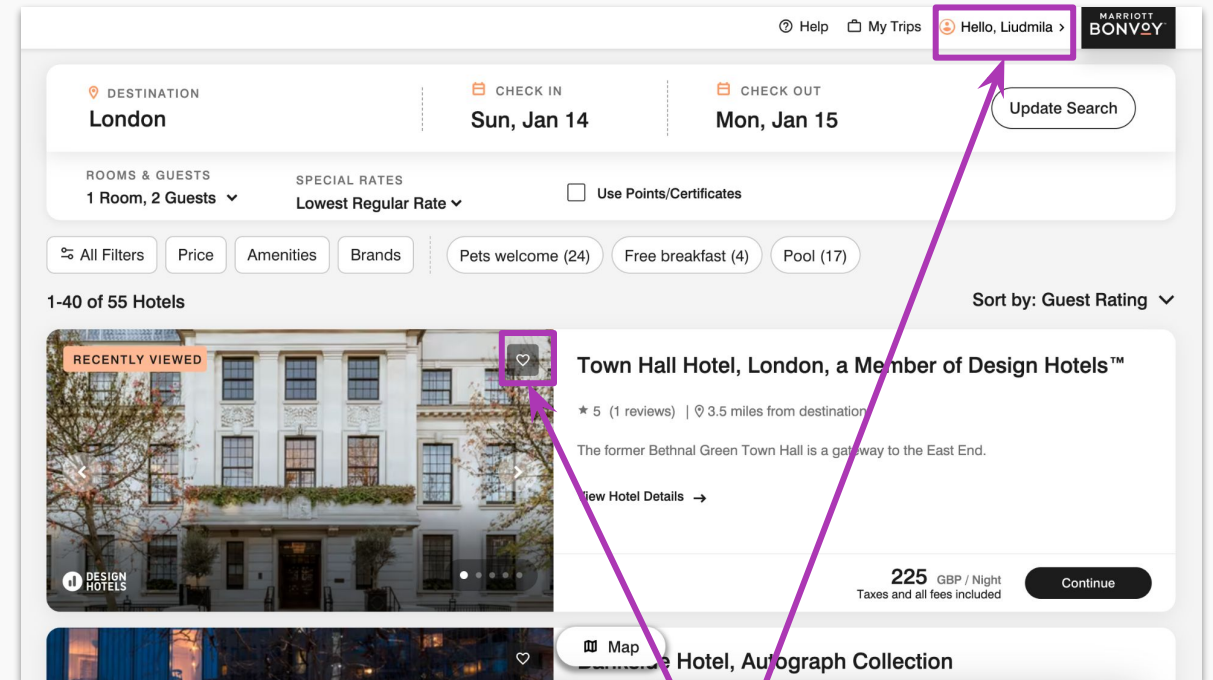 Help My Trips Hello, Liudmila
MARRIOTT
BONVOY
DESTINATION
London
CHECK IN
Sun, Jan 14
CHECK OUT
Mon, Jan 15
Update Search
ROOMS & GUESTS
1 Room, 2 Guests
SPECIAL RATES
Lowest Regular Rate
Use Points/Certificates
All Filters Price Amenities Brands Pets welcome (24) Free breakfast (4) Pool (17)
1-40 of 55 Hotels
Sort by: Guest Rating
RECENTLY VIEWED
Town Hall Hotel, London, a Member of Design Hotels™
5 (1 reviews) | 3.5 miles from destination
The former Bethnal Green Town Hall is a gateway to the East End.
View Hotel Details
DESIGN
HOTELS
225 GBP / Night
Taxes and all fees included
Continue
Map
Hotel, Autograph Collection